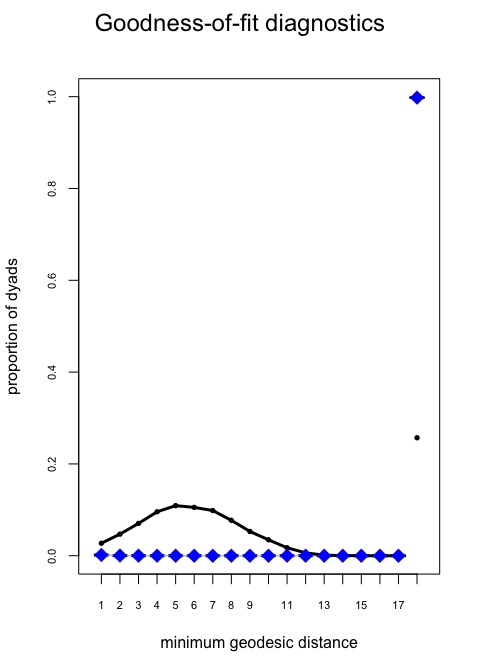 Goodness-of-fit diagnostics
1.0
0.8
0.6
0.4
0.2
0.0
proportion of dyads
1 2 3 4 5 6 7 8 9 11 13 15 17
minimum geodesic distance